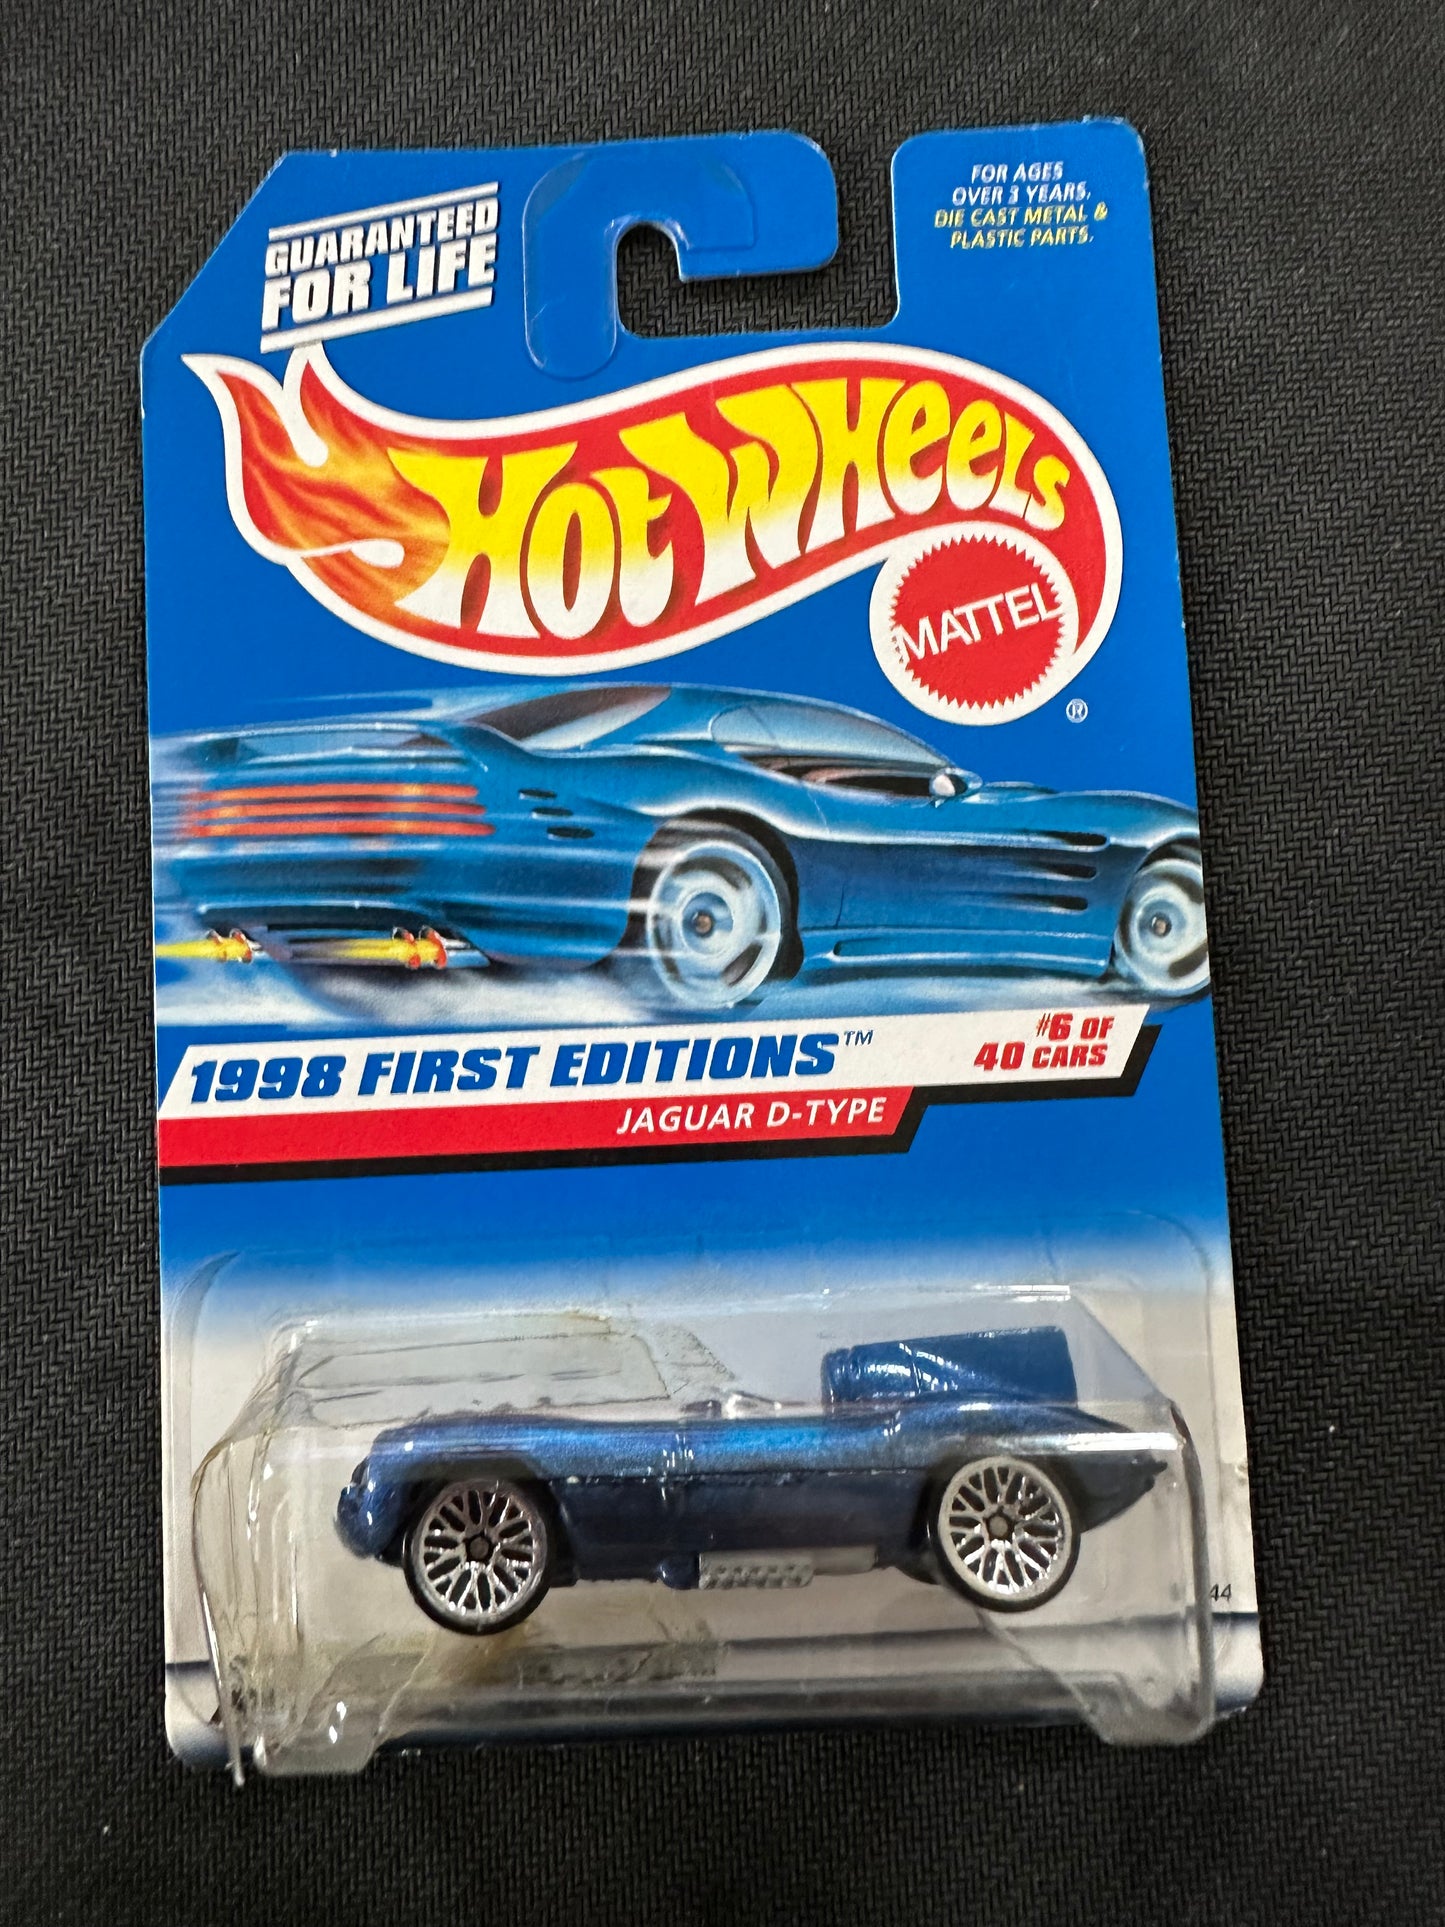 GUARANTEED
FOR LIFE
FOR AGES
OVER 3 YEARS.
DIE CAST METAL &
PLASTIC PARTS.
HOT WHEELS
MATTEL
®
1998 FIRST EDITIONS™
#6 OF
40 CARS
JAGUAR D-TYPE
44